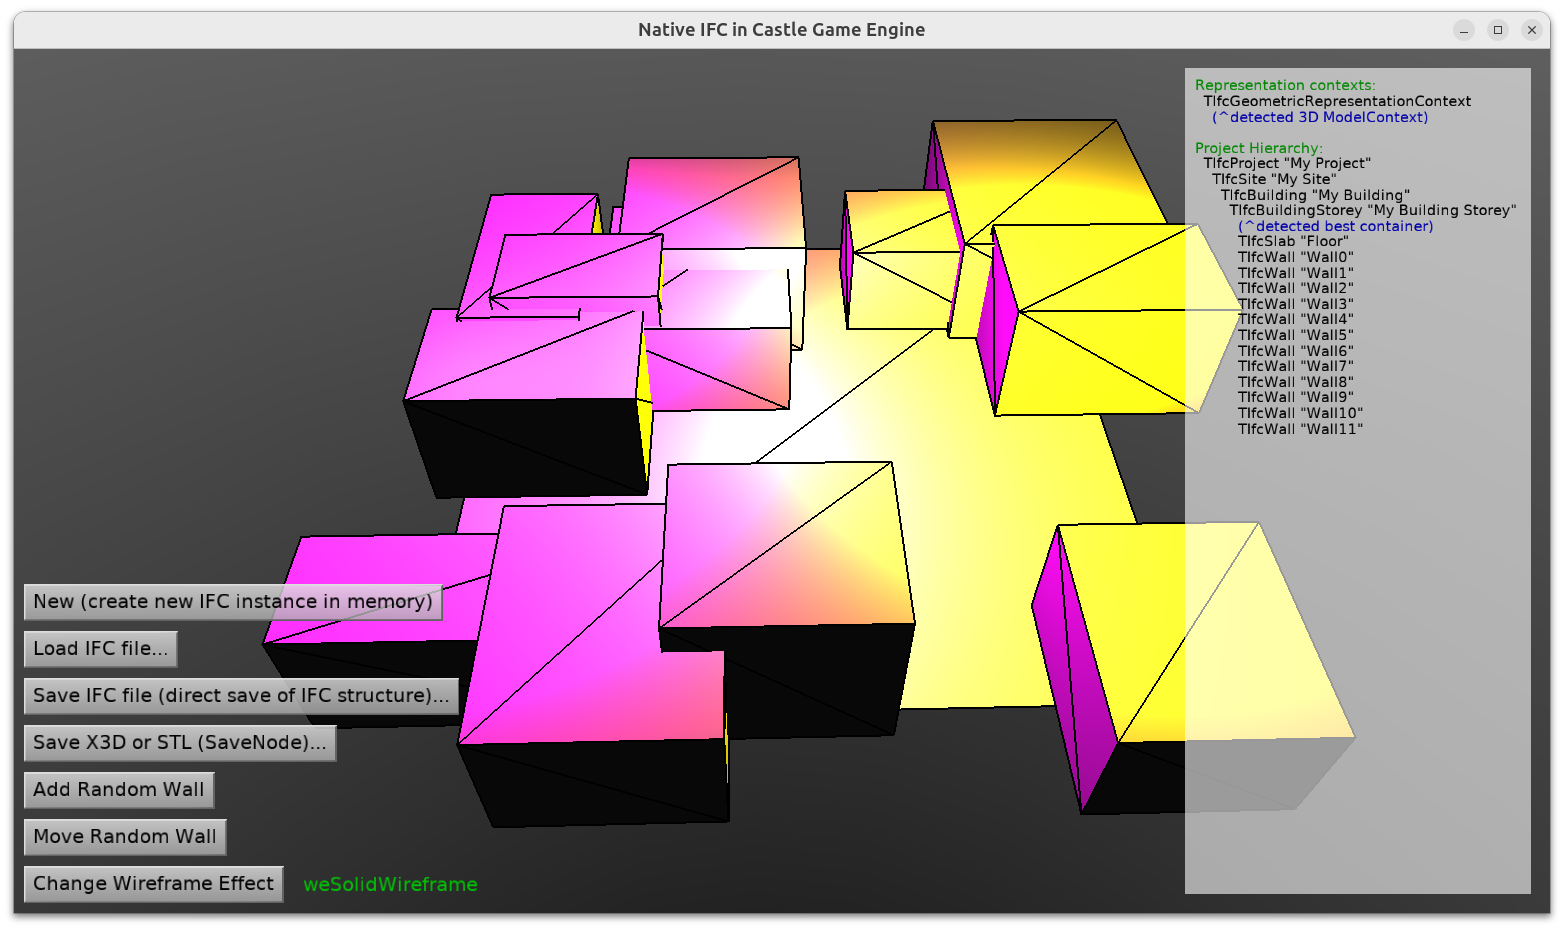 Native IFC in Castle Game Engine
Representation contexts:
TIfcGeometricRepresentationContext
(^detected 3D ModelContext)
Project Hierarchy:
TIfcProject "My Project"
TIfcSite "My Site"
TIfcBuilding "My Building"
TIfcBuildingStorey "My Building Storey"
(^detected best container)
TIfcSlab "Floor"
TIfcWall "Wall0"
TIfcWall "Wall1"
TIfcWall "Wall2"
TIfcWall "Wall3"
TIfcWall "Wall4"
TIfcWall "Wall5"
TIfcWall "Wall6"
TIfcWall "Wall7"
TIfcWall "Wall8"
TIfcWall "Wall9"
TIfcWall "Wall10"
TIfcWall "Wall11"
New (create new IFC instance in memory)
Load IFC file...
Save IFC file (direct save of IFC structure)...
Save X3D or STL (SaveNode)...
Add Random Wall
Move Random Wall
Change Wireframe Effect
weSolidWireframe